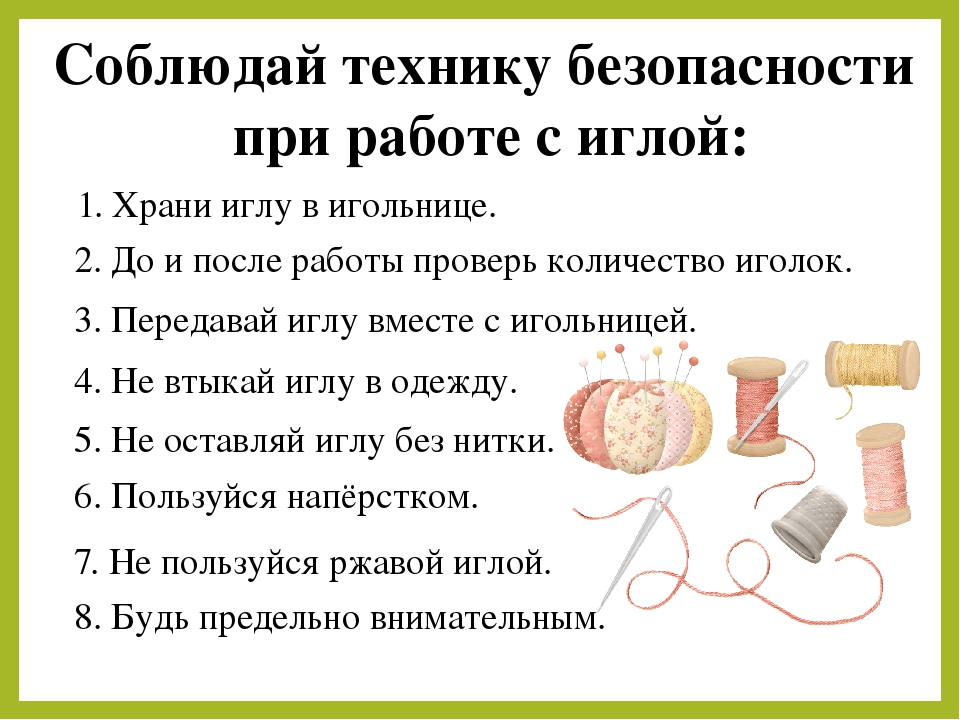 Соблюдай технику безопасности
при работе с иглой:
1. Храни иглу в игольнице.
2. До и после работы проверь количество иголок.
3. Передавай иглу вместе с игольницей.
4. Не втыкай иглу в одежду.
5. Не оставляй иглу без нитки.
6. Пользуйся напёрстком.
7. Не пользуйся ржавой иглой.
8. Будь предельно внимательным.